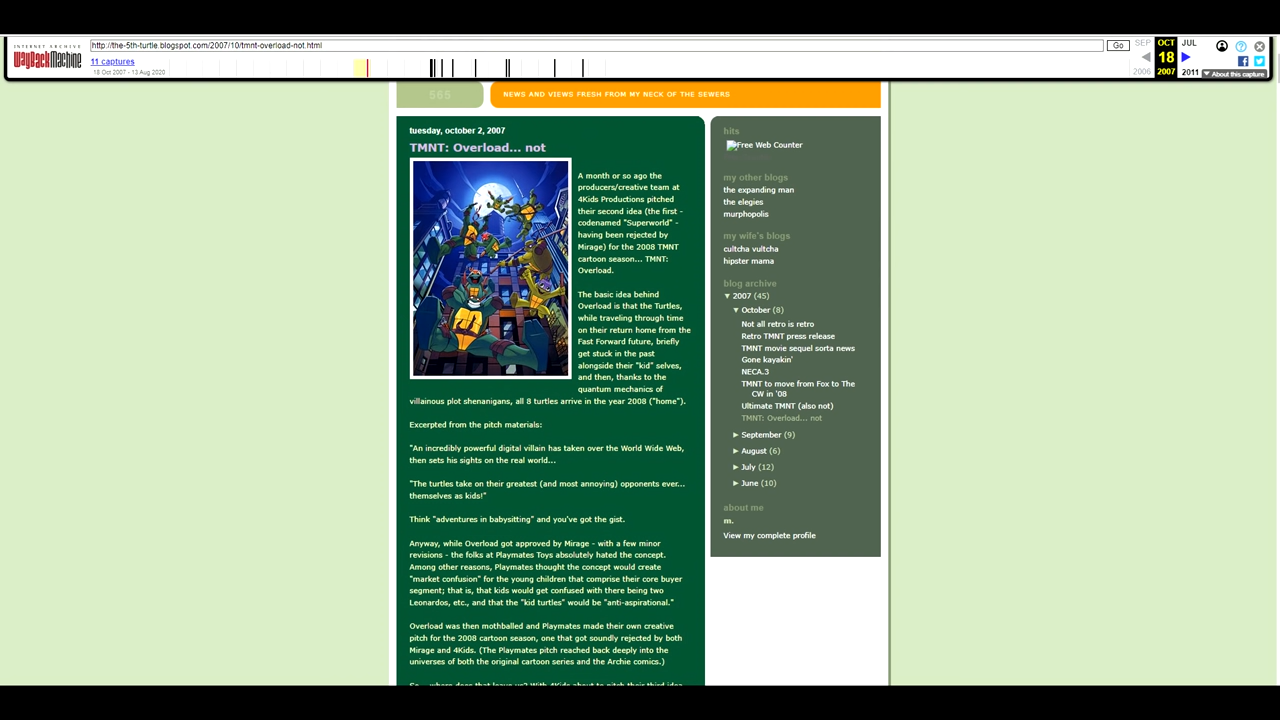 INTERNET ARCHIVE
WayBackMachine
http://the-5th-turtle.blogspot.com/2007/10/tmnt-overload-not.html
Go
11 captures
18 Oct 2007 - 13 Aug 2020
SEP
OCT
JUL
18
2006
2007
2011
▼ About this capture
565
NEWS AND VIEWS FRESH FROM MY NECK OF THE SEWERS
tuesday, october 2, 2007
TMNT: Overload... not
A month or so ago the
producers/creative team at
4Kids Productions pitched
their second idea (the first -
codenamed "Superworld" -
having been rejected by
Mirage) for the 2008 TMNT
cartoon season... TMNT:
Overload.
The basic idea behind
Overload is that the Turtles,
while traveling through time
on their return home from the
Fast Forward future, briefly
get stuck in the past
alongside their "kid" selves,
and then, thanks to the
quantum mechanics of
villainous plot shenanigans, all 8 turtles arrive in the year 2008 ("home").
Excerpted from the pitch materials:
"An incredibly powerful digital villain has taken over the World Wide Web,
then sets his sights on the real world...
"The turtles take on their greatest (and most annoying) opponents ever...
themselves as kids!"
Think "adventures in babysitting" and you've got the gist.
Anyway, while Overload got approved by Mirage - with a few minor
revisions - the folks at Playmates Toys absolutely hated the concept.
Among other reasons, Playmates thought the concept would create
"market confusion" for the young children that comprise their core buyer
segment; that is, that kids would get confused with there being two
Leonardos, etc., and that the "kid turtles" would be "anti-aspirational."
Overload was then mothballed and Playmates made their own creative
pitch for the 2008 cartoon season, one that got soundly rejected by both
Mirage and 4Kids. (The Playmates pitch reached back deeply into the
universes of both the original cartoon series and the Archie comics.)
So... where does that leave us? With 4Kids about to pitch their third idea
hits
Free Web Counter
my other blogs
the expanding man
the elegies
murphopolis
my wife's blogs
cultcha vultcha
hipster mama
blog archive
▼ 2007 (45)
▼ October (8)
Not all retro is retro
Retro TMNT press release
TMNT movie sequel sorta news
Gone kayakin'
NECA.3
TMNT to move from Fox to The
CW in '08
Ultimate TMNT (also not)
TMNT: Overload... not
► September (9)
► August (6)
► July (12)
► June (10)
about me
m.
View my complete profile